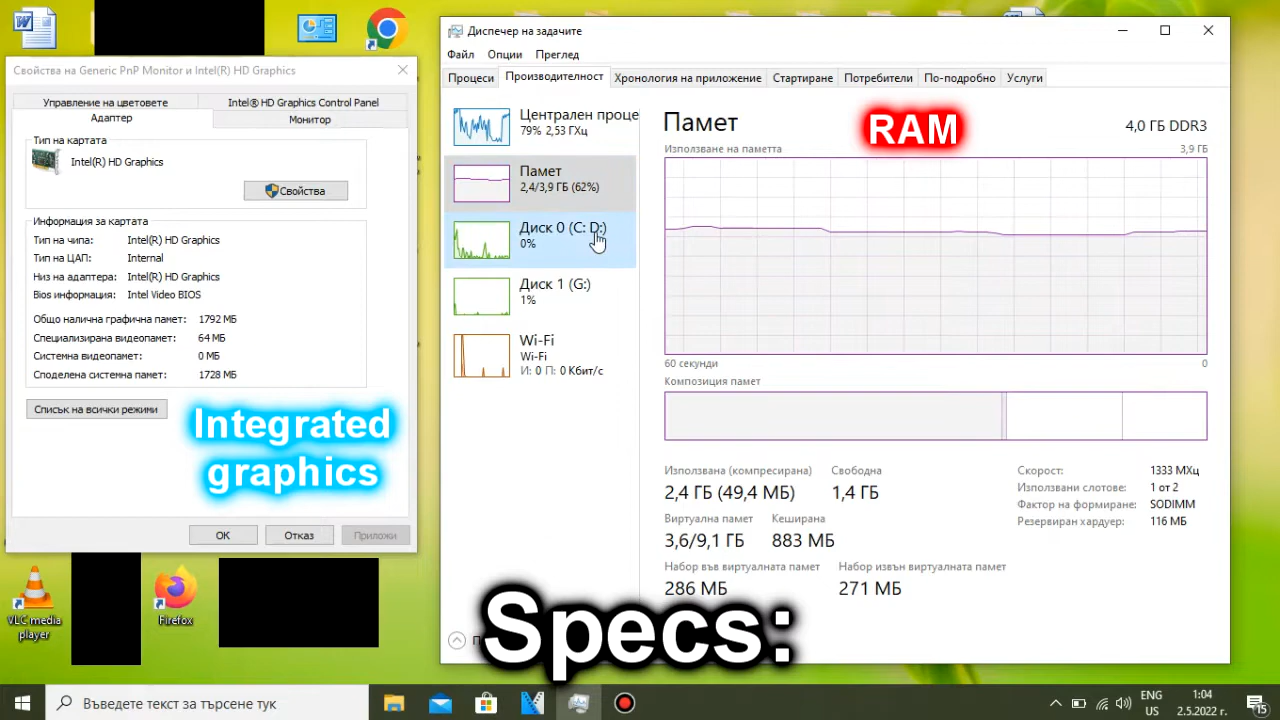 Свойства на Generic PnP Monitor и Intel(R) HD Graphics
Управление на цветовете
Intel® HD Graphics Control Panel
Адаптер
Монитор
Тип на картата
Intel(R) HD Graphics
Свойства
Информация за картата
Тип на чипа: Intel(R) HD Graphics
Тип на ЦАП: Internal
Низ на адаптера: Intel(R) HD Graphics
Bios информация: Intel Video BIOS
Общо налична графична памет: 1792 МБ
Специализирана видеопамет: 64 МБ
Системна видеопамет: 0 МБ
Споделена системна памет: 1728 МБ
Списък на всички режими
Integrated
graphics
OK
Отказ
Приложи
VLC media
player
Firefox
Диспечер на задачите
Файл
Опции
Преглед
Процеси
Производителност
Хронология на приложение
Стартиране
Потребители
По-подробно
Услуги
Централен проце
79% 2,53 ГХц
Памет
2,4/3,9 ГБ (62%)
Диск 0 (C: D:)
0%
Диск 1 (G:)
1%
Wi-Fi
Wi-Fi
И: 0 П: 0 Кбит/с
Памет
RAM
4,0 ГБ DDR3
Използване на паметта
3,9 ГБ
60 секунди
0
Композиция памет
Използвана (компресирана)
Свободна
2,4 ГБ (49,4 МБ)
1,4 ГБ
Виртуална памет
Кеширана
3,6/9,1 ГБ
883 МБ
Набор във виртуалната памет
Набор извън виртуалната памет
286 МБ
271 МБ
Скорост: 1333 МХц
Използвани слотове: 1 от 2
Фактор на формиране: SODIMM
Резервиран хардуер: 116 МБ
Specs:
Въведете текст за търсене тук
ENG
US
1:04
2.5.2022 г.
15